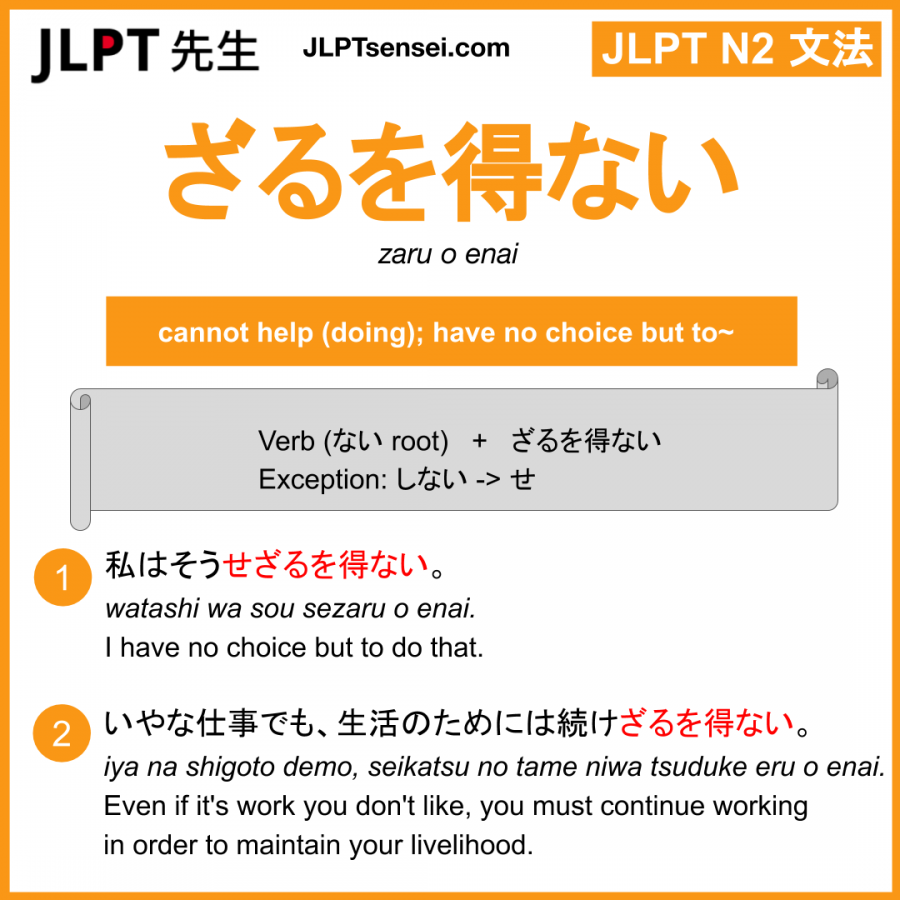 JLPT 先生
JLPTsensei.com
JLPT N2 文法
ざるを得ない
zaru o enai
cannot help (doing); have no choice but to~
Verb (ない root) + ざるを得ない
Exception: しない -> せ
1
私はそうせざるを得ない。
watashi wa sou sezaru o enai.
I have no choice but to do that.
2
いやな仕事でも、生活のためには続けざるを得ない。
iya na shigoto demo, seikatsu no tame niwa tsuduke eru o enai.
Even if it's work you don't like, you must continue working
in order to maintain your livelihood.